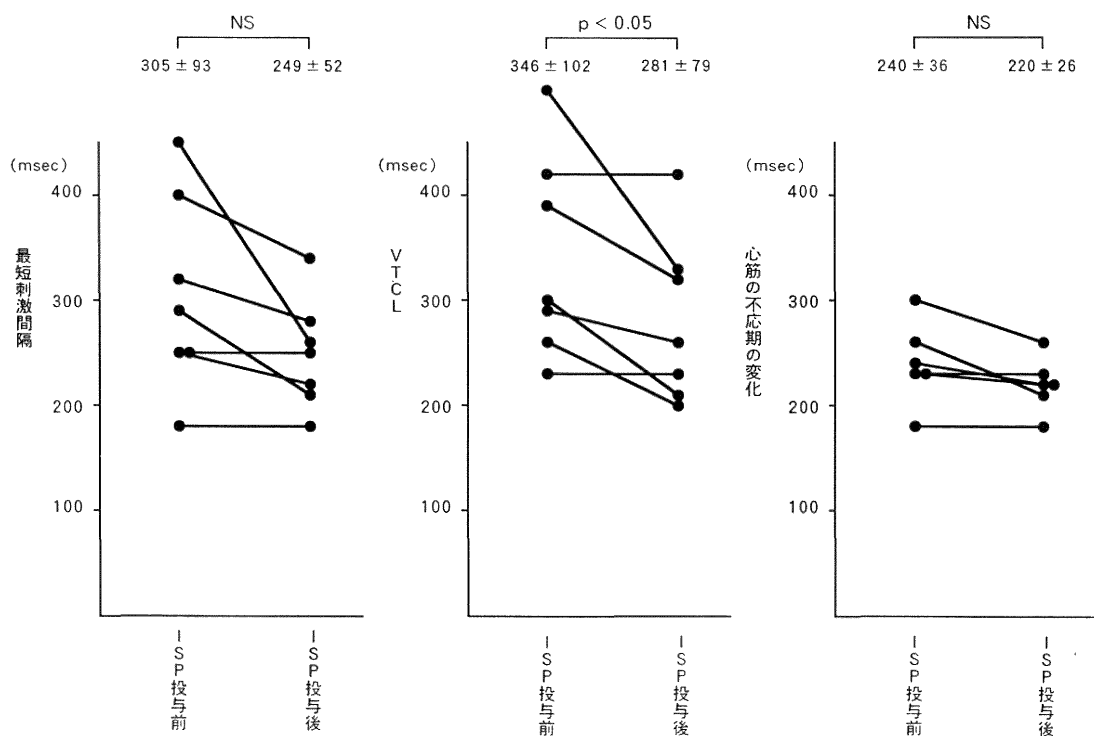 NS
305±93 249±52
(msec)
400
300
200
100
最短刺激間隔
ISP投与前
ISP投与後
p < 0.05
346±102 281±79
(msec)
400
300
200
100
VTCL
ISP投与前
ISP投与後
NS
240±36 220±26
(msec)
400
300
200
100
心筋の不応期の変化
ISP投与前
ISP投与後